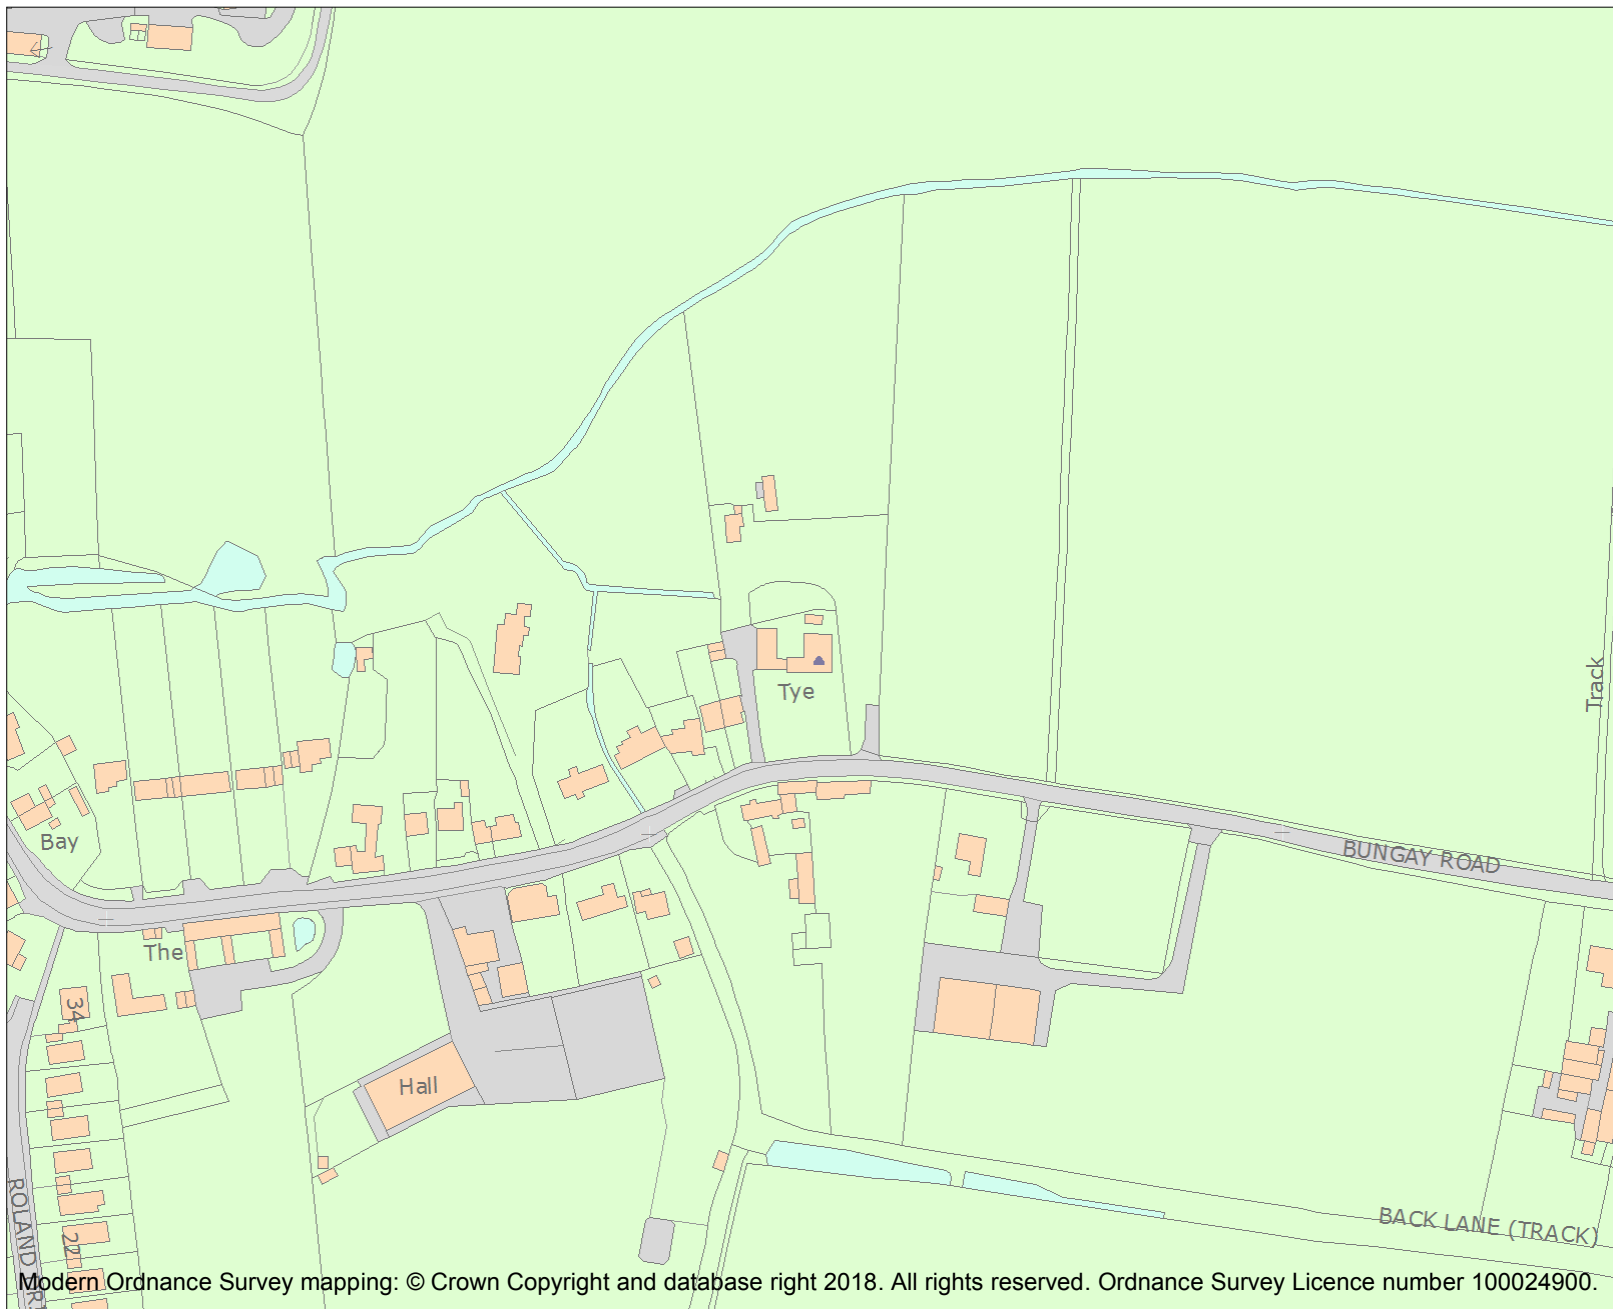 Track
Tye
Bay
BUNGAY ROAD
The
34
Hall
ROLAND
BACK LANE (TRACK)
22
Modern Ordnance Survey mapping: © Crown Copyright and database right 2018. All rights reserved. Ordnance Survey Licence number 100024900.